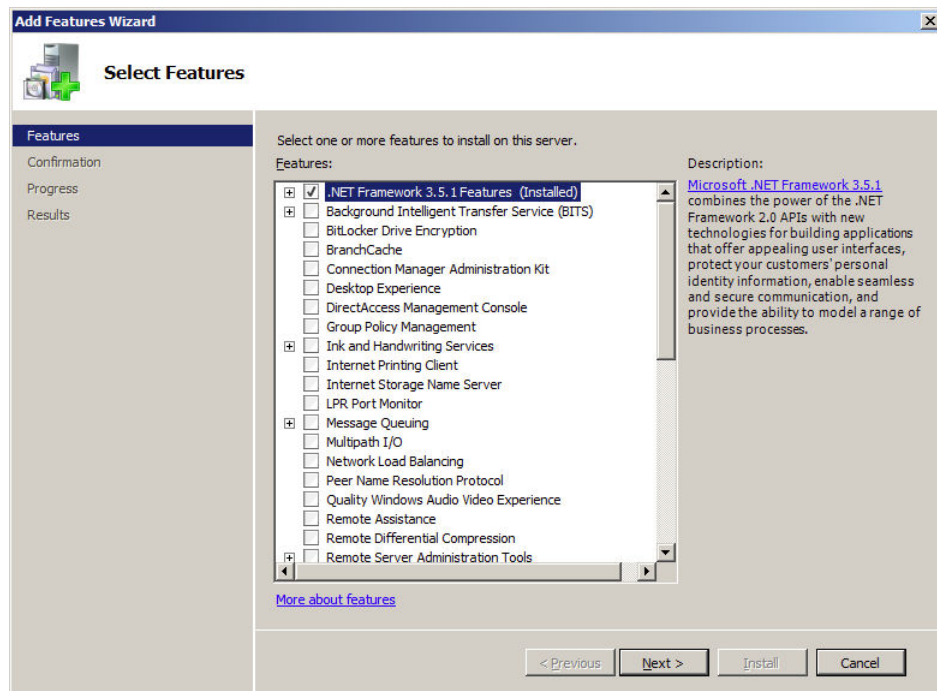 Add Features Wizard
Select Features
Features
Confirmation
Progress
Results
Select one or more features to install on this server.
Features:
.NET Framework 3.5.1 Features (Installed)
Background Intelligent Transfer Service (BITS)
BitLocker Drive Encryption
BranchCache
Connection Manager Administration Kit
Desktop Experience
DirectAccess Management Console
Group Policy Management
Ink and Handwriting Services
Internet Printing Client
Internet Storage Name Server
LPR Port Monitor
Message Queuing
Multipath I/O
Network Load Balancing
Peer Name Resolution Protocol
Quality Windows Audio Video Experience
Remote Assistance
Remote Differential Compression
Remote Server Administration Tools
More about features
Description:
Microsoft .NET Framework 3.5.1
combines the power of the .NET
Framework 2.0 APIs with new
technologies for building applications
that offer appealing user interfaces,
protect your customers' personal
identity information, enable seamless
and secure communication, and
provide the ability to model a range of
business processes.
< Previous
Next >
Install
Cancel